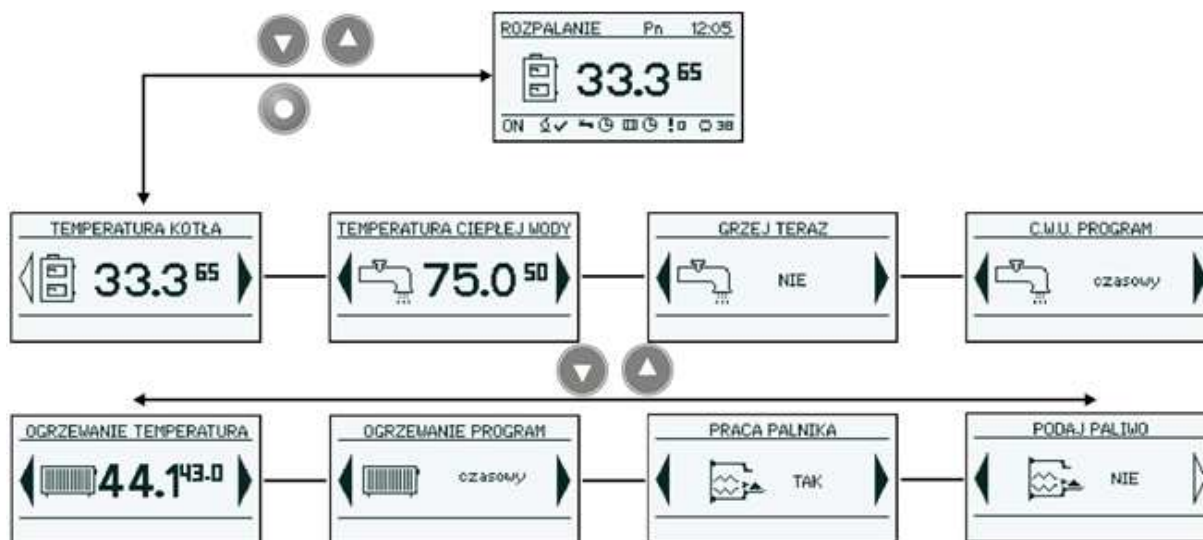 ROZPALANIE Pn 12:05
33.3 65
ON 0 38
TEMPERATURA KOTŁA
33.3 65
TEMPERATURA CIEPŁEJ WODY
75.0 50
GRZEJ TERAZ
NIE
C.W.U. PROGRAM
czasowy
OGRZEWANIE TEMPERATURA
44.1 43.0
OGRZEWANIE PROGRAM
czasowy
PRACA PALNIKA
TAK
PODAJ PALIWO
NIE